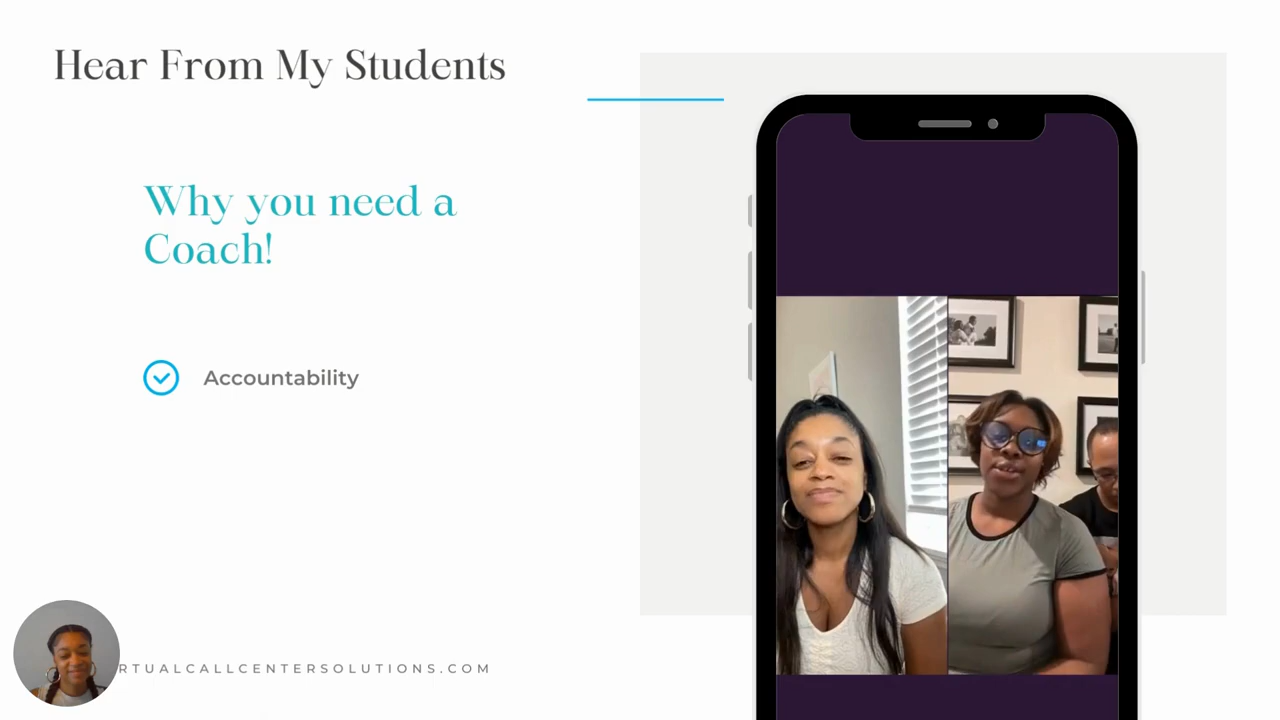 Hear From My Students
Why you need a
Coach!
Accountability
RTUALCALLCENTERSOLUTIONS.COM